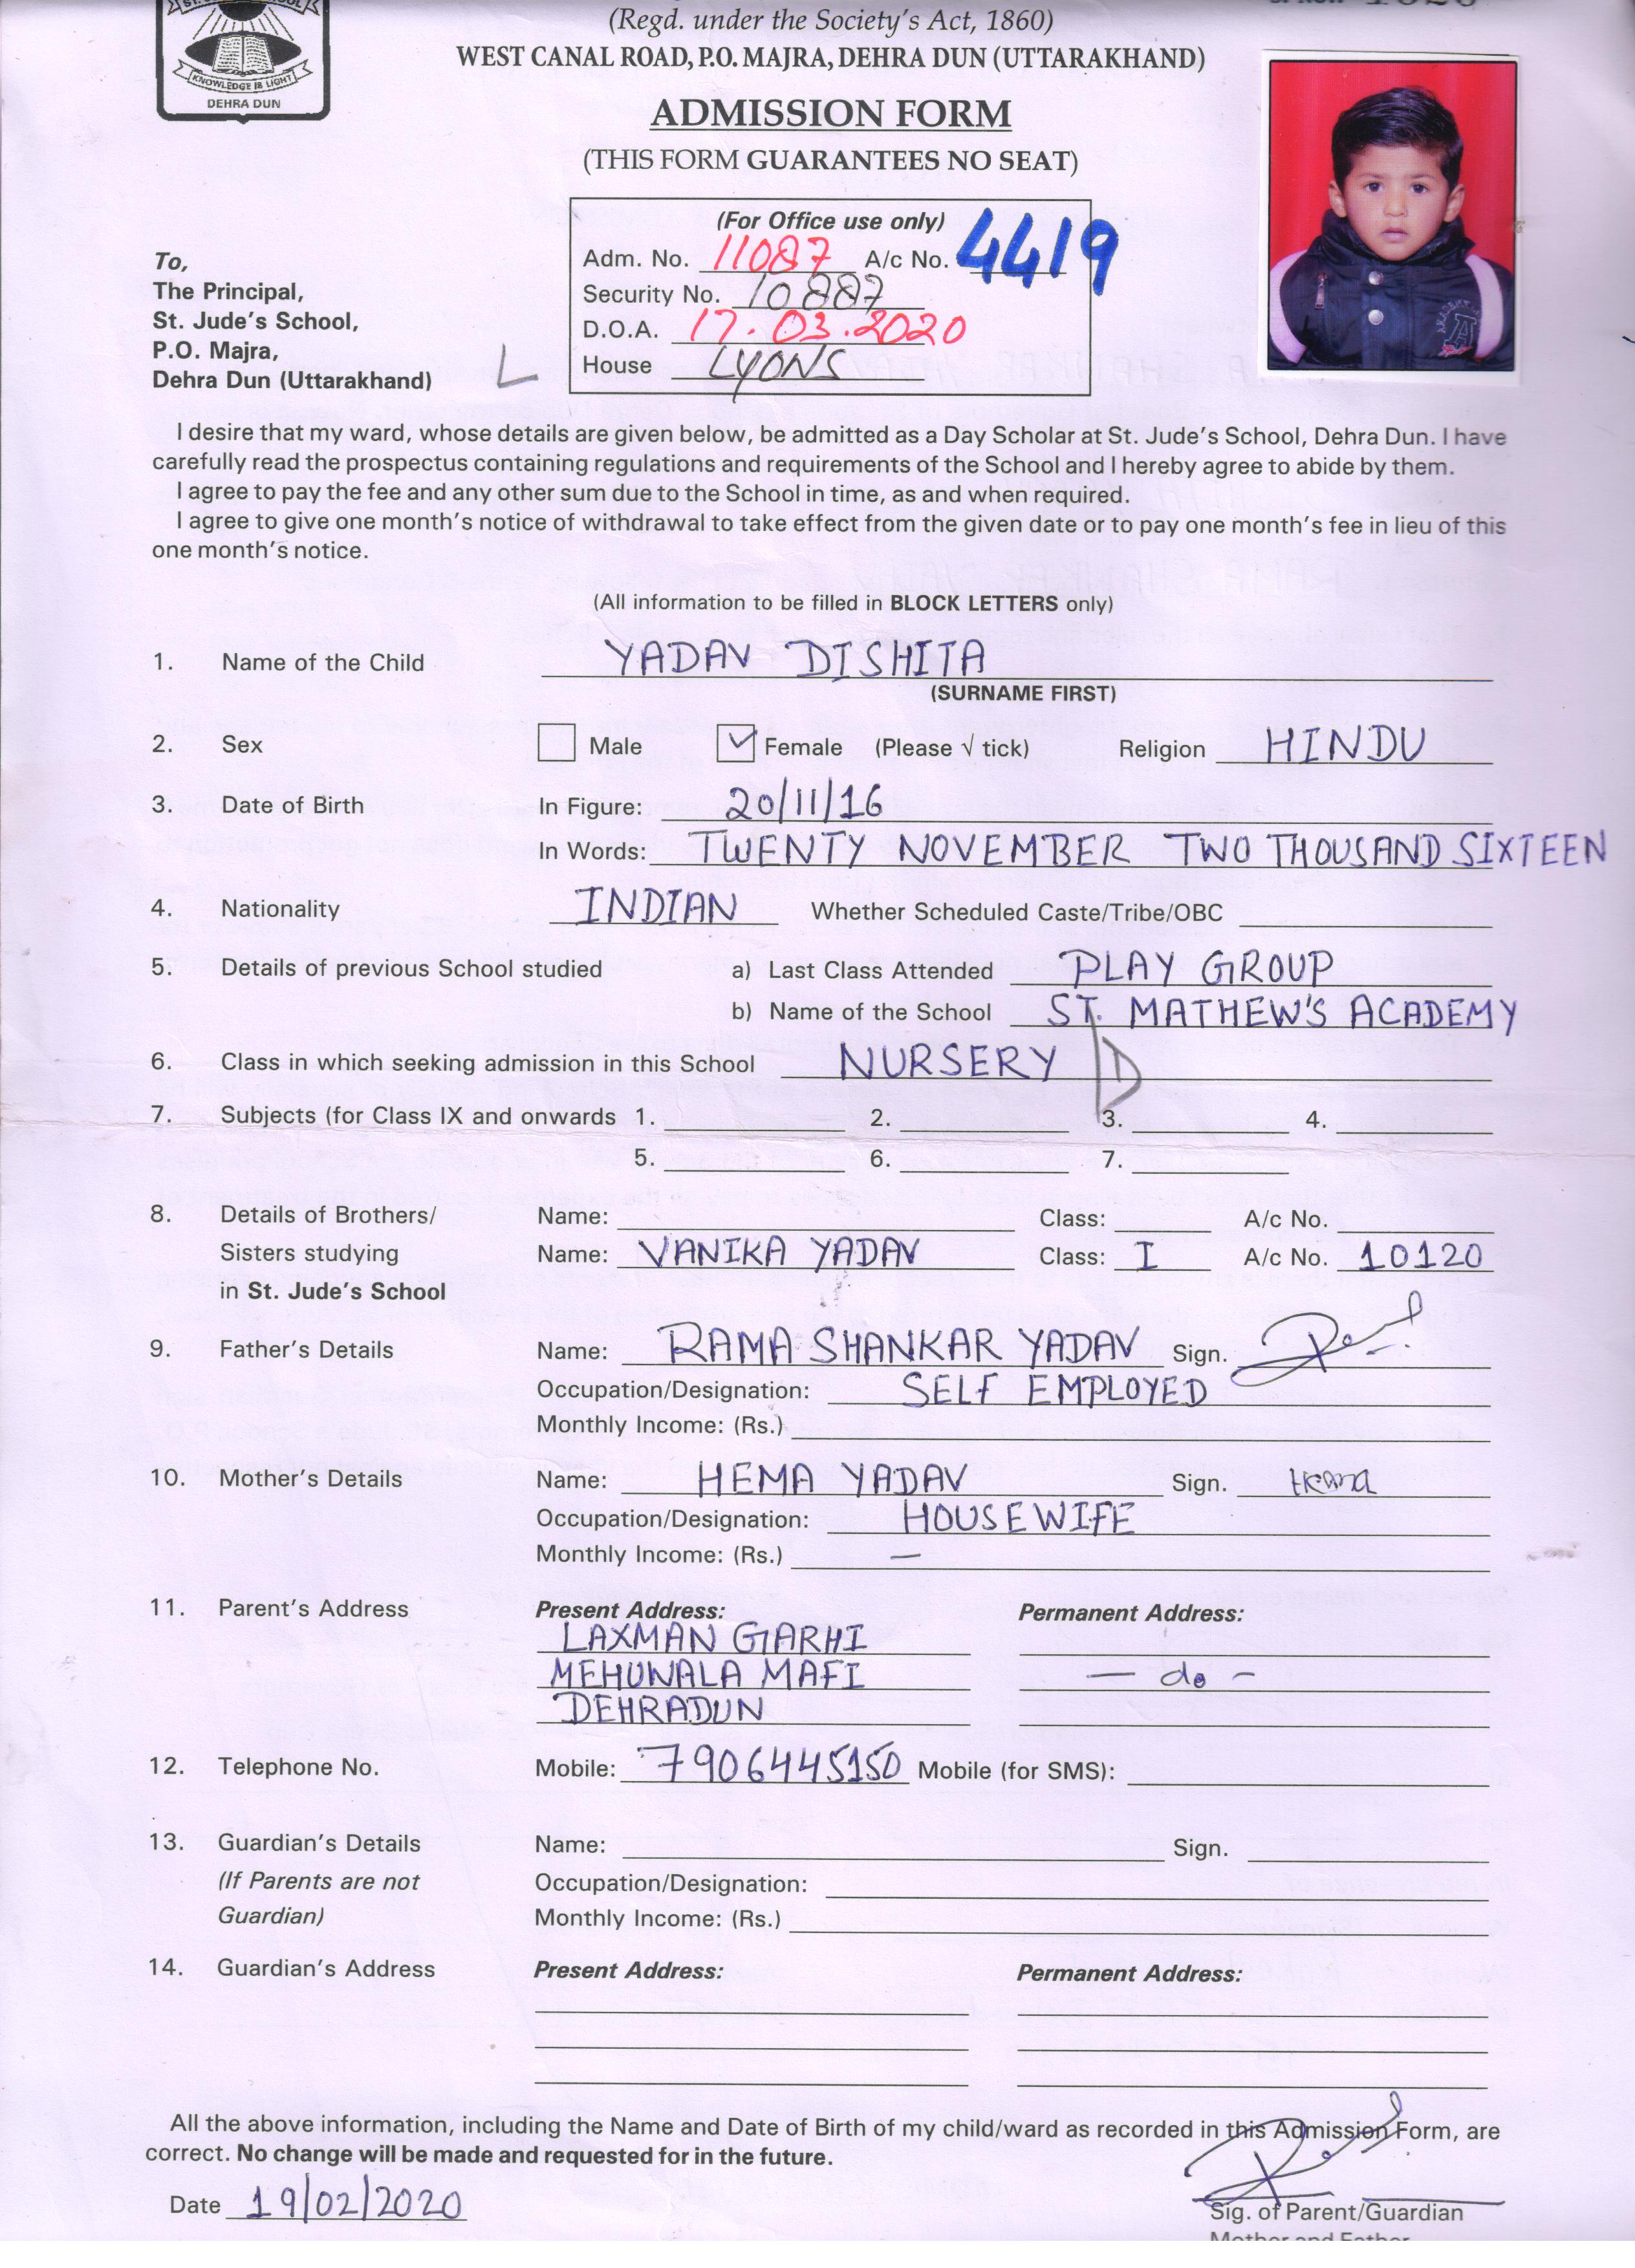 (Regd. under the Society's Act, 1860)
WEST CANAL ROAD, P.O. MAJRA, DEHRA DUN (UTTARAKHAND)
KNOWLEDGE IS LIGHT
DEHRA DUN
ADMISSION FORM
(THIS FORM GUARANTEES NO SEAT)
(For Office use only)
Adm. No. 11087 A/c No. 4419
Security No. 10887
D.O.A. 17.03.2020
House LYONS
To,
The Principal,
St. Jude's School,
P.O. Majra,
Dehra Dun (Uttarakhand) L
I desire that my ward, whose details are given below, be admitted as a Day Scholar at St. Jude's School, Dehra Dun. I have
carefully read the prospectus containing regulations and requirements of the School and I hereby agree to abide by them.
I agree to pay the fee and any other sum due to the School in time, as and when required.
I agree to give one month's notice of withdrawal to take effect from the given date or to pay one month's fee in lieu of this
one month's notice.
(All information to be filled in BLOCK LETTERS only)
1. Name of the Child YADAV DISHITA
(SURNAME FIRST)
2. Sex Male ✓ Female (Please √ tick) Religion HINDU
3. Date of Birth In Figure: 20/11/16
In Words: TWENTY NOVEMBER TWO THOUSAND SIXTEEN
4. Nationality INDIAN Whether Scheduled Caste/Tribe/OBC
5. Details of previous School studied a) Last Class Attended PLAY GROUP
b) Name of the School ST. MATHEW'S ACADEMY
6. Class in which seeking admission in this School NURSERY D
7. Subjects (for Class IX and onwards 1. 2. 3. 4.
5. 6. 7.
8. Details of Brothers/ Name: Class: A/c No.
Sisters studying Name: VANIKA YADAV Class: I A/c No. 10120
in St. Jude's School
9. Father's Details Name: RAMA SHANKAR YADAV Sign.
Occupation/Designation: SELF EMPLOYED
Monthly Income: (Rs.)
10. Mother's Details Name: HEMA YADAV Sign. Hema
Occupation/Designation: HOUSEWIFE
Monthly Income: (Rs.) —
11. Parent's Address Present Address: Permanent Address:
LAXMAN GARHI
MEHUWALA MAFI — do -
DEHRADUN
12. Telephone No. Mobile: 7906445150 Mobile (for SMS):
13. Guardian's Details Name: Sign.
(If Parents are not Occupation/Designation:
Guardian) Monthly Income: (Rs.)
14. Guardian's Address Present Address: Permanent Address:
All the above information, including the Name and Date of Birth of my child/ward as recorded in this Admission Form, are
correct. No change will be made and requested for in the future.
Date 19/02/2020
Sig. of Parent/Guardian
Mother and Father